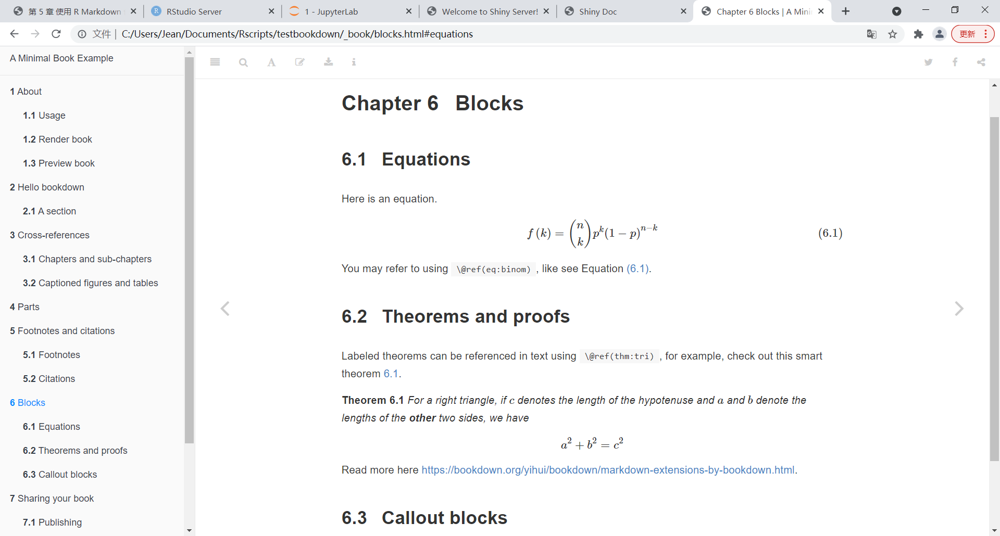 第 5 章 使用 R Markdown
RStudio Server
1 - JupyterLab
Welcome to Shiny Server!
Shiny Doc
Chapter 6 Blocks | A Mini
文件 | C:/Users/Jean/Documents/Rscripts/testbookdown/_book/blocks.html#equations
更新
A Minimal Book Example
1 About
1.1 Usage
1.2 Render book
1.3 Preview book
2 Hello bookdown
2.1 A section
3 Cross-references
3.1 Chapters and sub-chapters
3.2 Captioned figures and tables
4 Parts
5 Footnotes and citations
5.1 Footnotes
5.2 Citations
6 Blocks
6.1 Equations
6.2 Theorems and proofs
6.3 Callout blocks
7 Sharing your book
7.1 Publishing
Chapter 6 Blocks
6.1 Equations
Here is an equation.
f (k) = (n k) p^k (1 − p)^{n−k} (6.1)
You may refer to using \@ref(eq:binom) , like see Equation (6.1).
6.2 Theorems and proofs
Labeled theorems can be referenced in text using \@ref(thm:tri) , for example, check out this smart
theorem 6.1.
Theorem 6.1 For a right triangle, if c denotes the length of the hypotenuse and a and b denote the
lengths of the other two sides, we have
a² + b² = c²
Read more here https://bookdown.org/yihui/bookdown/markdown-extensions-by-bookdown.html.
6.3 Callout blocks